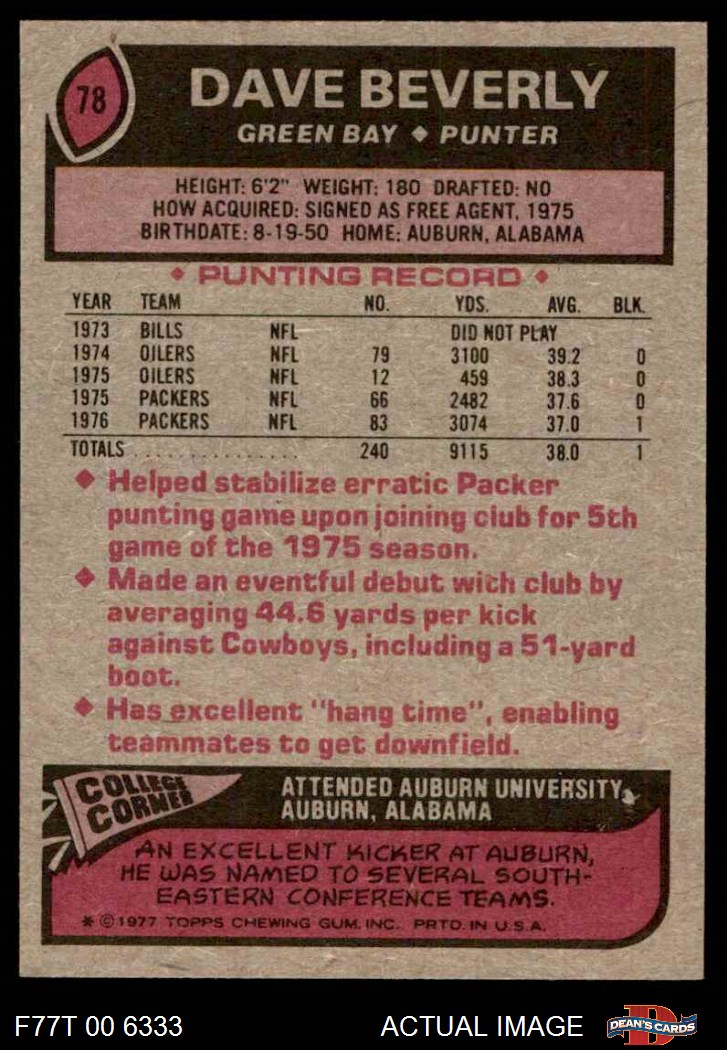 78
DAVE BEVERLY
GREEN BAY ◆ PUNTER
HEIGHT: 6'2" WEIGHT: 180 DRAFTED: NO
HOW ACQUIRED: SIGNED AS FREE AGENT, 1975
BIRTHDATE: 8-19-50 HOME: AUBURN, ALABAMA
◆ PUNTING RECORD ◆
YEAR TEAM NO. YDS. AVG. BLK.
1973 BILLS NFL DID NOT PLAY
1974 OILERS NFL 79 3100 39.2 0
1975 OILERS NFL 12 459 38.3 0
1975 PACKERS NFL 66 2482 37.6 0
1976 PACKERS NFL 83 3074 37.0 1
TOTALS . . . . . . . . . . . . . . . 240 9115 38.0 1
◆ Helped stabilize erratic Packer
punting game upon joining club for 5th
game of the 1975 season.
◆ Made an eventful debut with club by
averaging 44.6 yards per kick
against Cowboys, including a 51-yard
boot.
◆ Has excellent "hang time", enabling
teammates to get downfield.
COLLEGE
CORNER
ATTENDED AUBURN UNIVERSITY,
AUBURN, ALABAMA
AN EXCELLENT KICKER AT AUBURN,
HE WAS NAMED TO SEVERAL SOUTH-
EASTERN CONFERENCE TEAMS.
* © 1977 TOPPS CHEWING GUM, INC. PRTD. IN U.S.A.
F77T 00 6333 ACTUAL IMAGE
D
DEAN'S CARDS